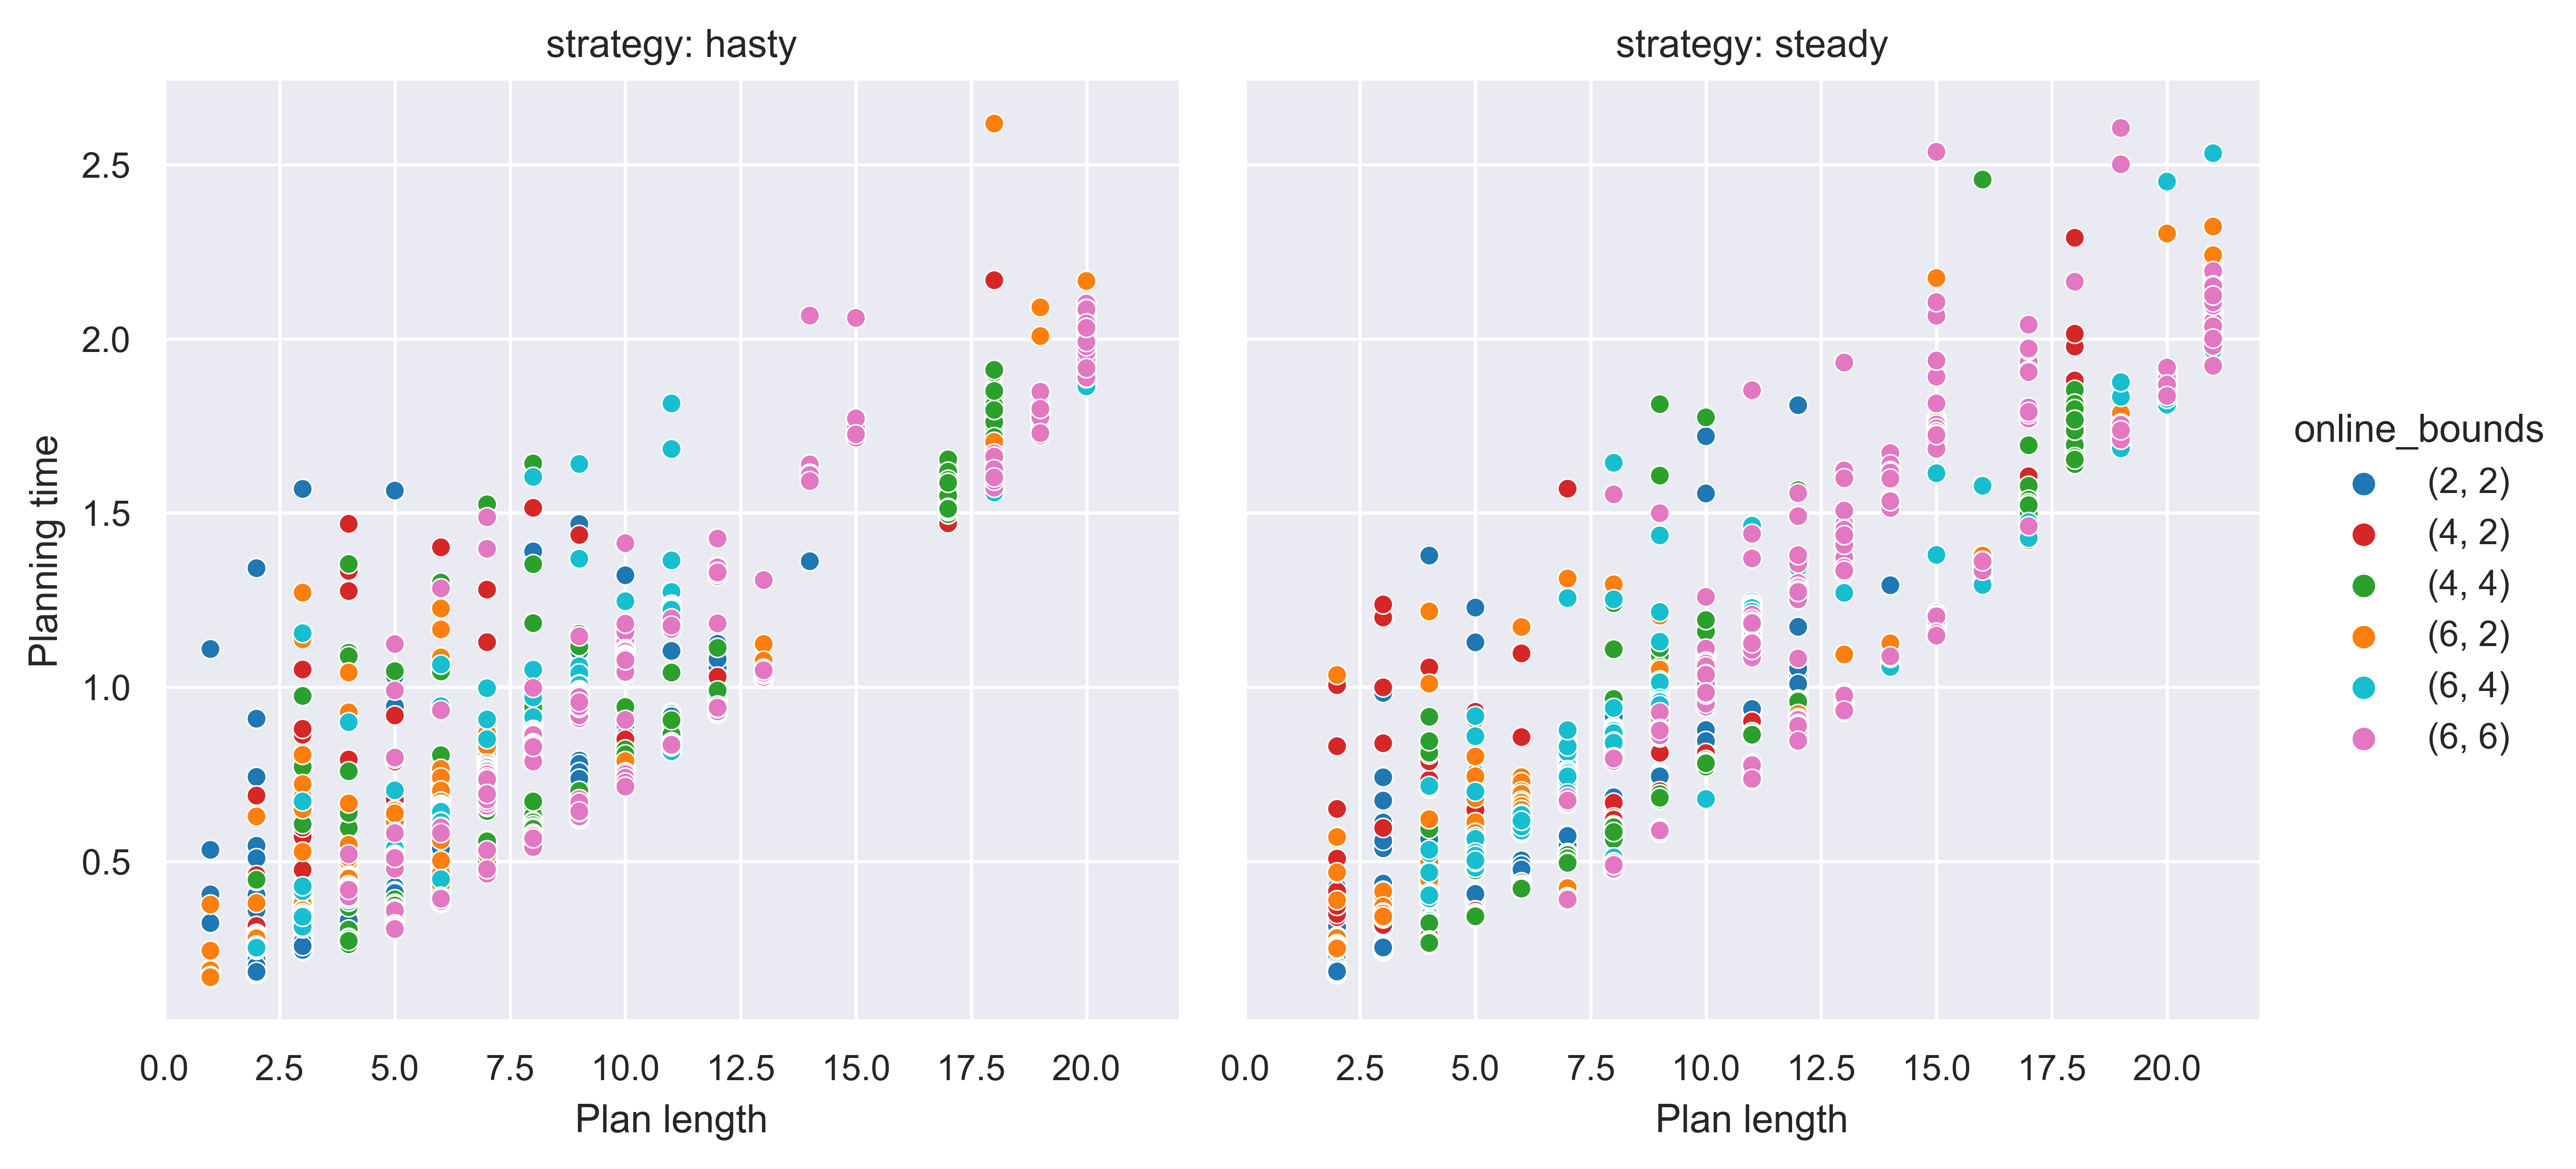 strategy: hasty
strategy: steady
Planning time
2.5
2.0
1.5
1.0
0.5
0.0 2.5 5.0 7.5 10.0 12.5 15.0 17.5 20.0
0.0 2.5 5.0 7.5 10.0 12.5 15.0 17.5 20.0
Plan length
Plan length
online_bounds
(2, 2)
(4, 2)
(4, 4)
(6, 2)
(6, 4)
(6, 6)